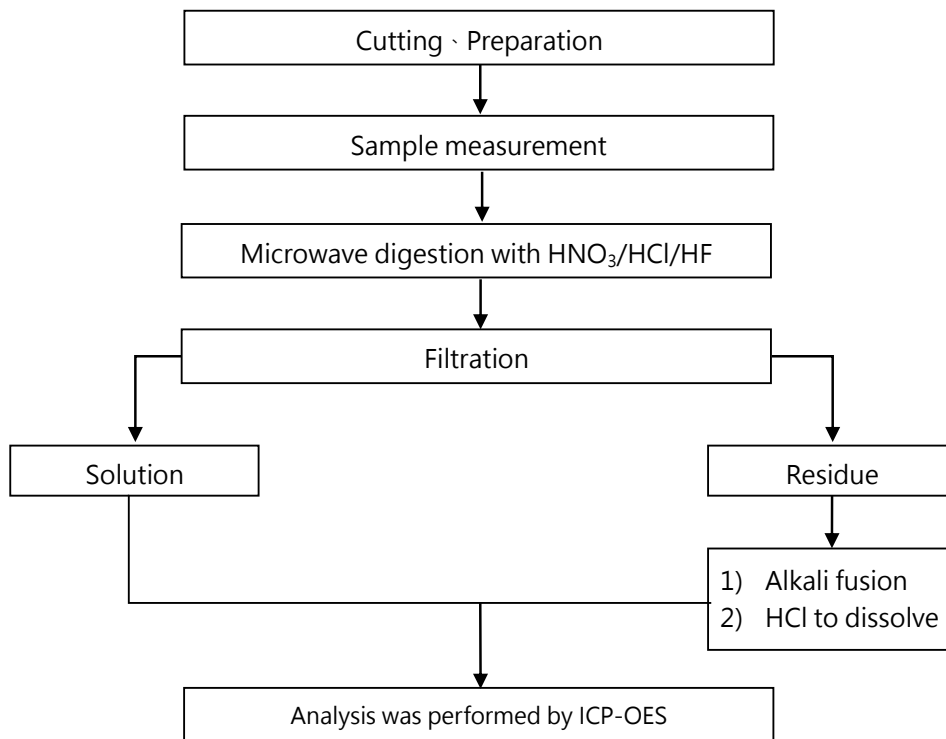 Cutting、Preparation
Sample measurement
Microwave digestion with HNO₃/HCl/HF
Filtration
Solution
Residue
1) Alkali fusion
2) HCl to dissolve
Analysis was performed by ICP-OES